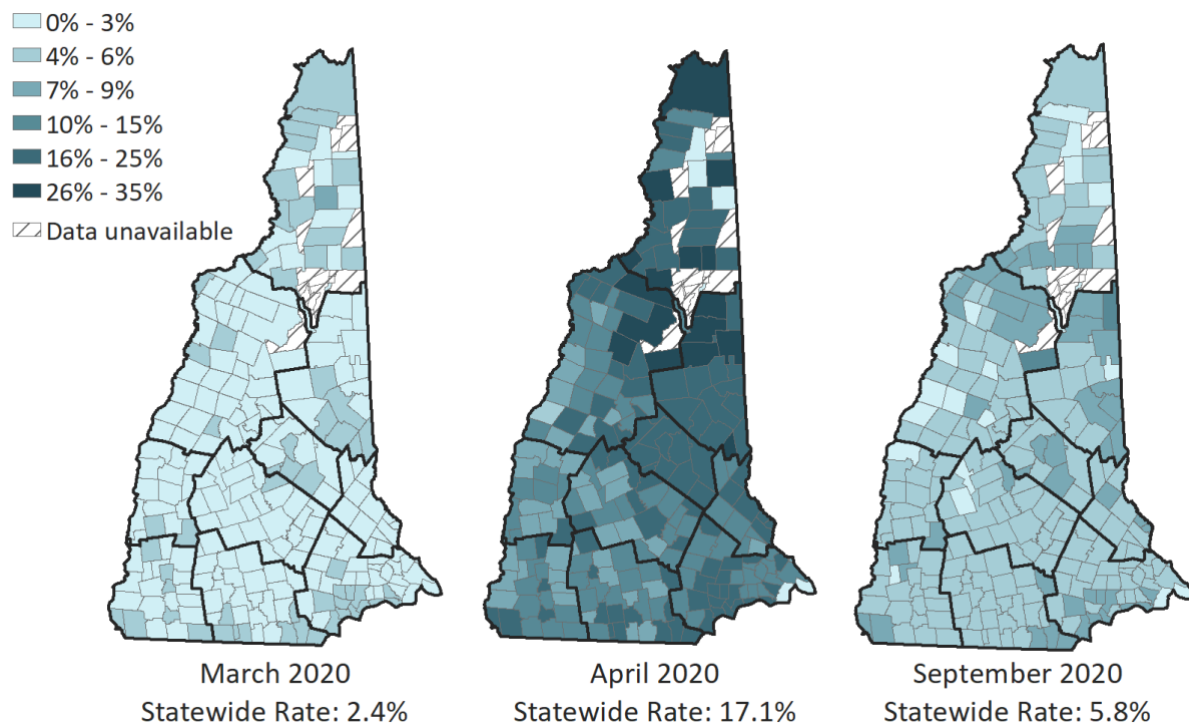 0% - 3%
4% - 6%
7% - 9%
10% - 15%
16% - 25%
26% - 35%
Data unavailable
March 2020
Statewide Rate: 2.4%
April 2020
Statewide Rate: 17.1%
September 2020
Statewide Rate: 5.8%